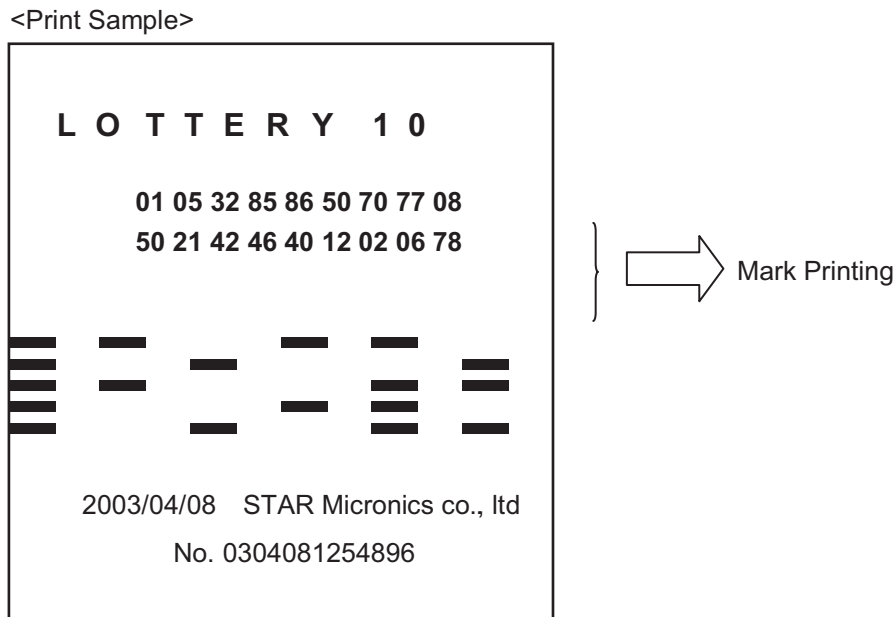 <Print Sample>
L O T T E R Y 1 0
01 05 32 85 86 50 70 77 08
50 21 42 46 40 12 02 06 78
Mark Printing
2003/04/08 STAR Micronics co., ltd
No. 0304081254896